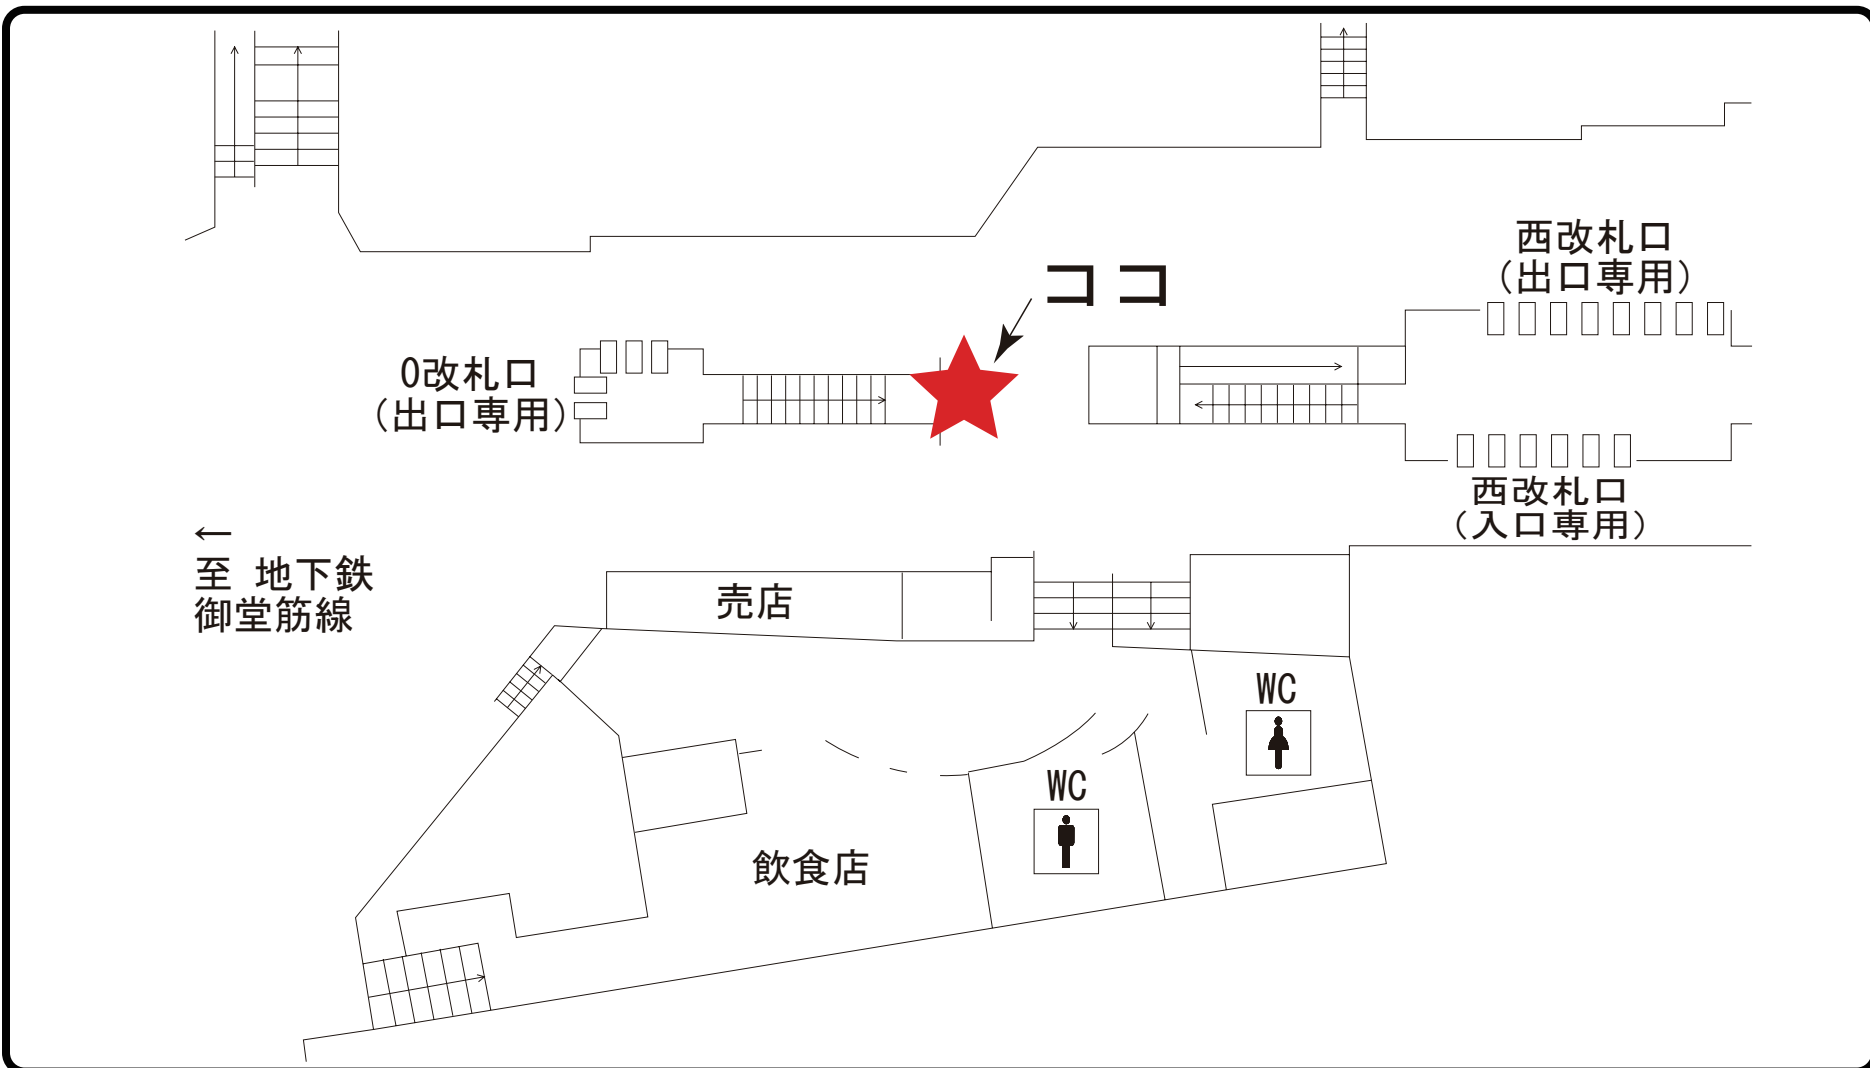 ココ
西改札口
(出口専用)
0改札口
(出口専用)
西改札口
(入口専用)
←
至 地下鉄
御堂筋線
売店
WC
WC
飲食店